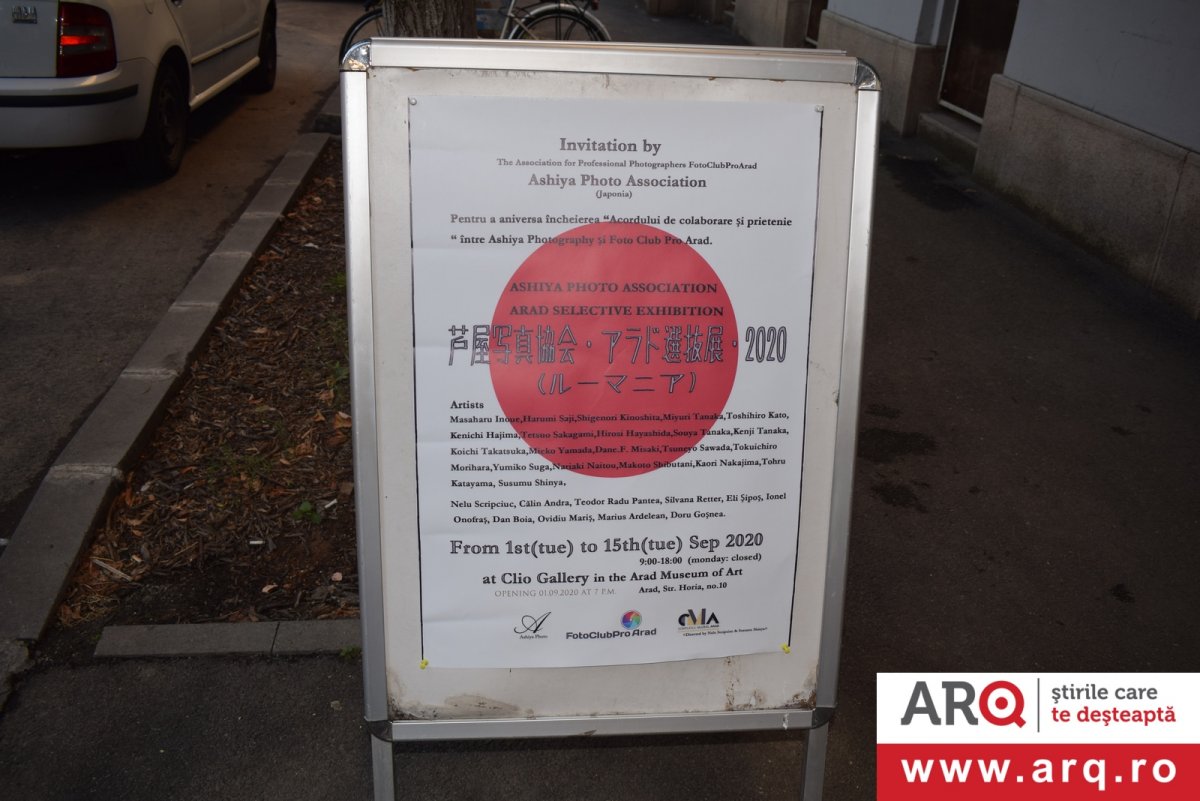 Invitation by
The Association for Professional Photographers FotoClubProArad
Ashiya Photo Association
(Japonia)
Pentru a aniversa încheierea “Acordului de colaborare și prietenie
“ între Ashiya Photography și Foto Club Pro Arad.
ASHIYA PHOTO ASSOCIATION
ARAD SELECTIVE EXHIBITION
芦屋写真協会・アラド選抜展・2020
(ルーマニア)
Artists
Masaharu Inoue,Harumi Saji,Shigenori Kinoshita,Miyuri Tanaka,Toshihiro Kato,
Kenichi Hajima,Tetsuo Sakagami,Hirosi Hayashida,Souya Tanaka,Kenji Tanaka,
Koichi Takatsuka,Mieko Yamada,Dane.F. Misaki,Tsuneyo Sawada,Tokuichiro
Morihara,Yumiko Suga,Nariaki Naitou,Makoto Shibutani,Kaori Nakajima,Tohru
Katayama, Susumu Shinya,
Nelu Scripciuc, Călin Andra, Teodor Radu Pantea, Silvana Retter, Eli Șipoș, Ionel
Onofraș, Dan Boia, Ovidiu Mariș, Marius Ardelean, Doru Goșnea.
From 1st(tue) to 15th(tue) Sep 2020
9:00-18:00 (monday: closed)
at Clio Gallery in the Arad Museum of Art
Arad, Str. Horia, no.10
OPENING 01.09.2020 AT 7 P.M.
A
Ashiya Photo
FotoClubProArad
CMA
ARQ
știrile care
te deșteaptă
www.arq.ro